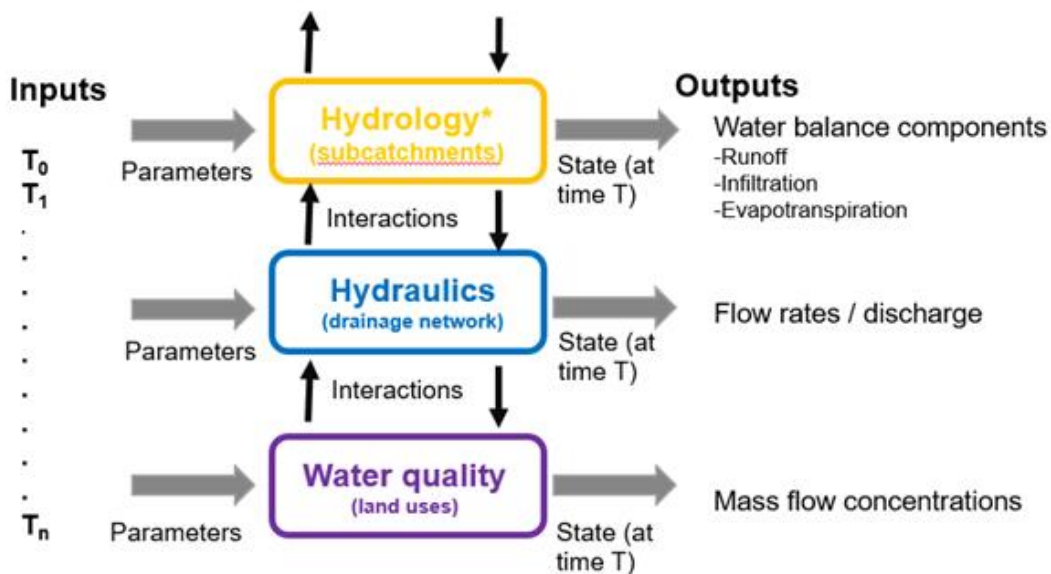 Inputs
T0
T1
.
.
.
.
.
.
.
.
.
.
Tn
Parameters
Hydrology*
(subcatchments)
State (at
time T)
Outputs
Water balance components
-Runoff
-Infiltration
-Evapotranspiration
Interactions
Parameters
Hydraulics
(drainage network)
State (at
time T)
Flow rates / discharge
Interactions
Parameters
Water quality
(land uses)
State (at
time T)
Mass flow concentrations